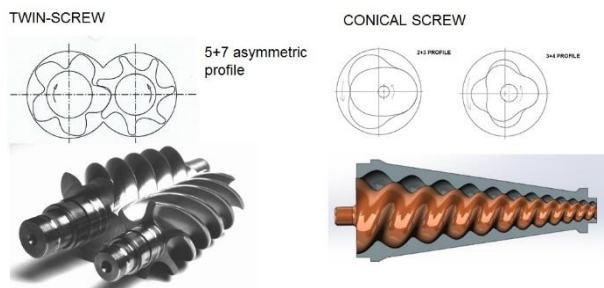 TWIN-SCREW
5+7 asymmetric
profile
CONICAL SCREW
2+3 PROFILE
3+4 PROFILE